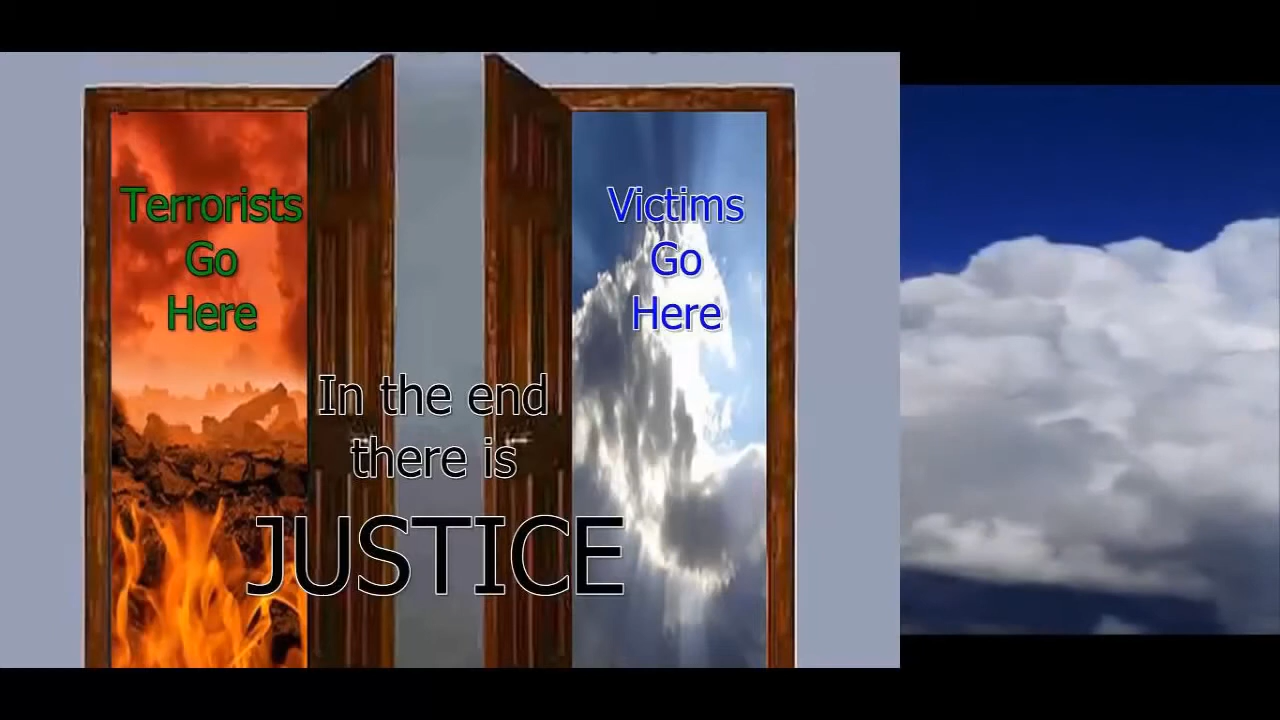 Terrorists
Go
Here
Victims
Go
Here
In the end
there is
JUSTICE